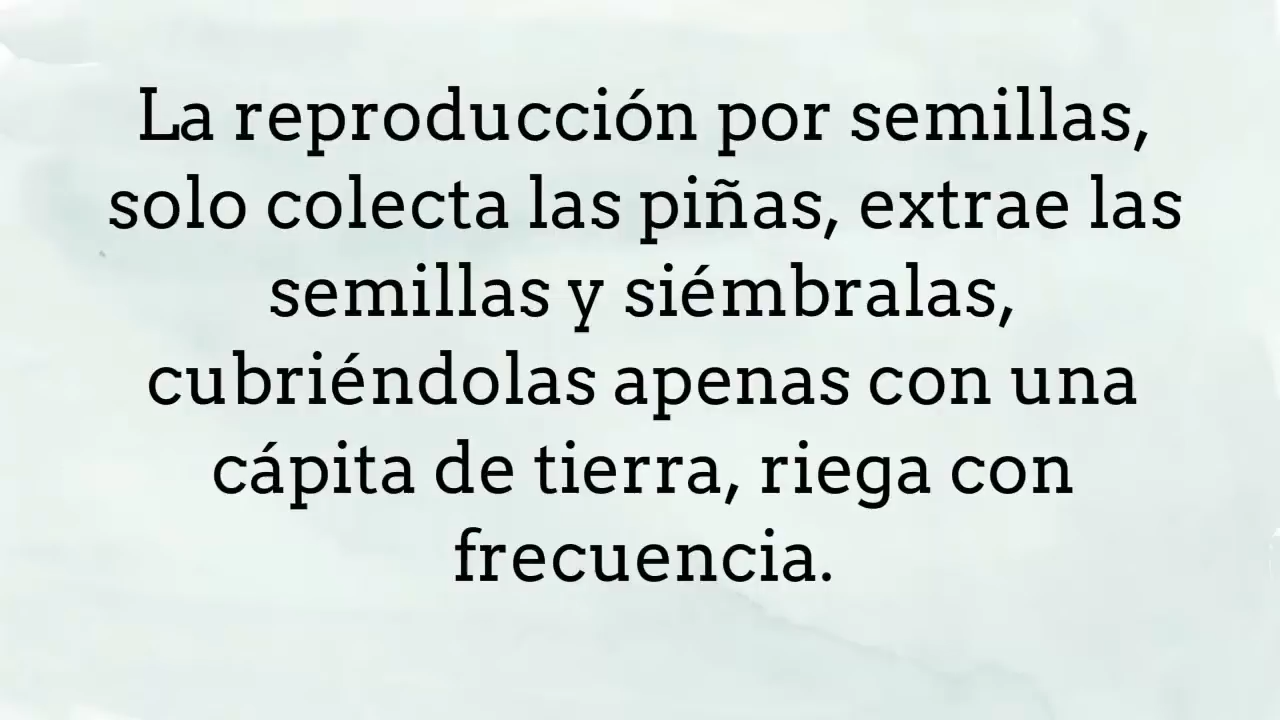 La reproducción por semillas,
solo colecta las piñas, extrae las
semillas y siémbralas,
cubriéndolas apenas con una
cápita de tierra, riega con
frecuencia.